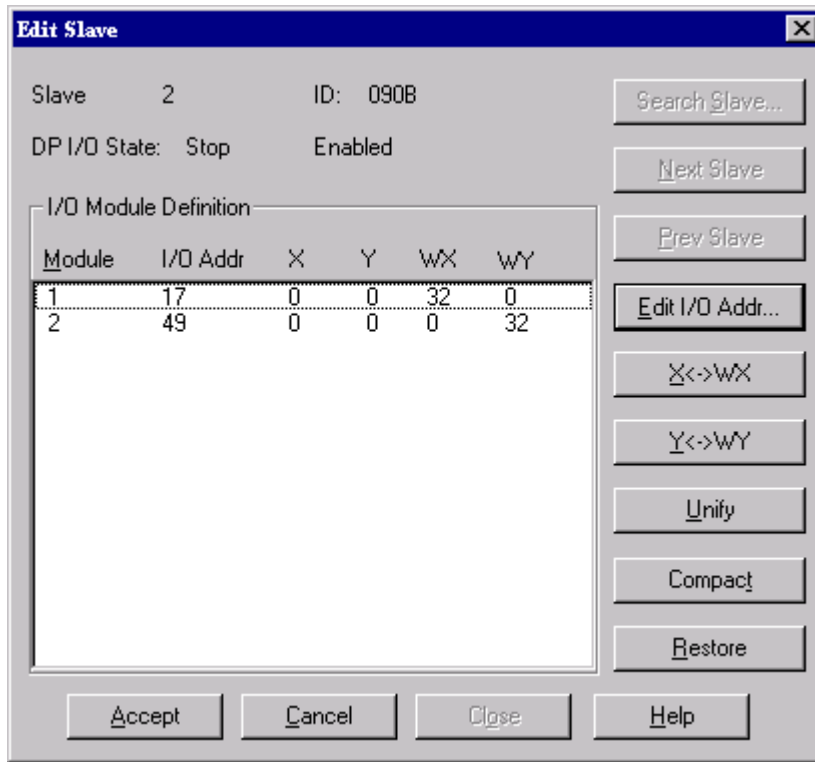 Edit Slave
Slave 2 ID: 090B Search Slave...
DP I/O State: Stop Enabled Next Slave
I/O Module Definition
Prev Slave
Module I/O Addr X Y WX WY
1 17 0 0 32 0 Edit I/O Addr...
2 49 0 0 0 32
X<->WX
Y<->WY
Unify
Compact
Restore
Accept Cancel Close Help